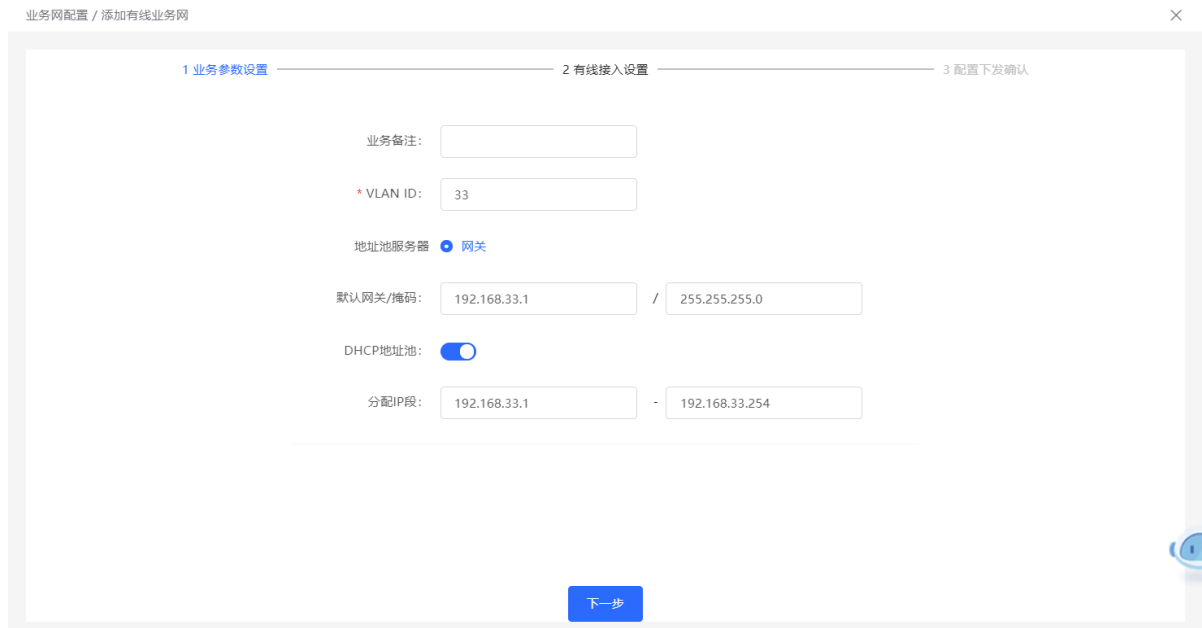 业务网配置 / 添加有线业务网
1 业务参数设置 2 有线接入设置 3 配置下发确认
业务备注:
* VLAN ID: 33
地址池服务器 网关
默认网关/掩码: 192.168.33.1 / 255.255.255.0
DHCP地址池:
分配IP段: 192.168.33.1 - 192.168.33.254
下一步